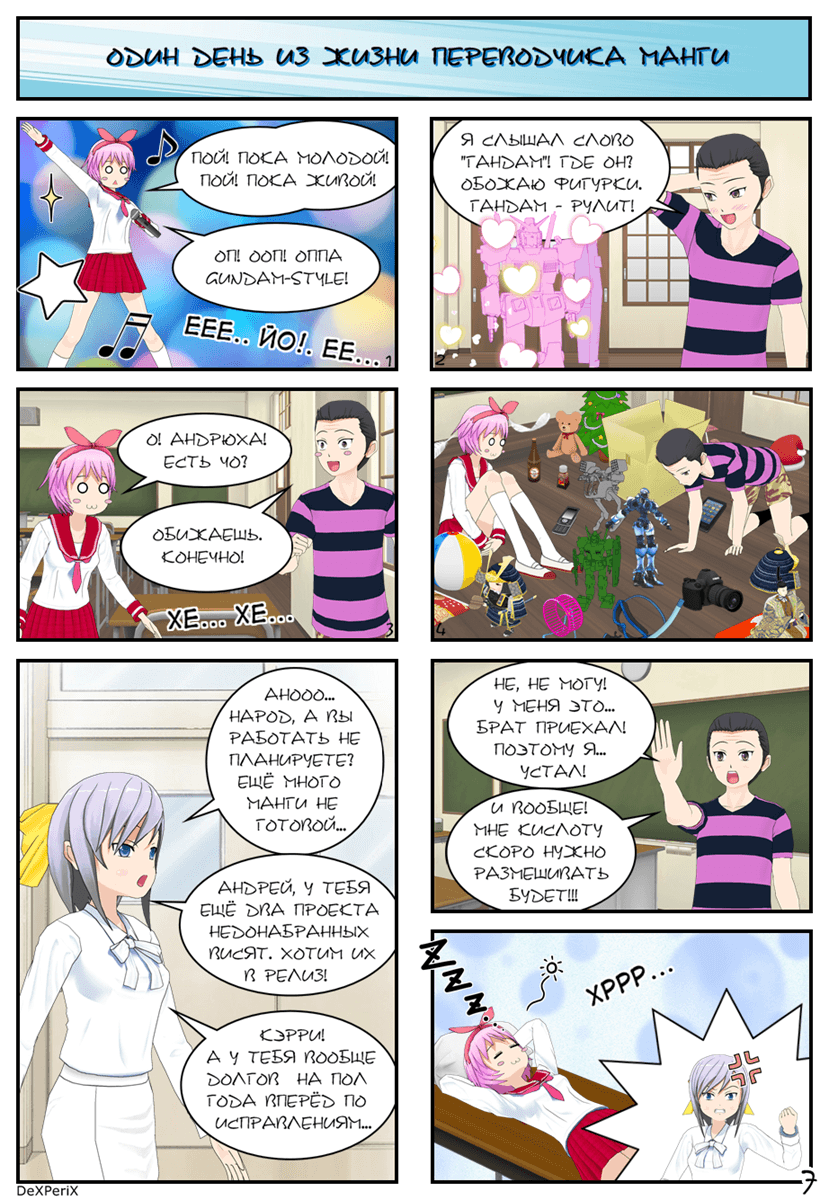 ОДИН ДЕНЬ ИЗ ЖИЗНИ ПЕРЕВОДЧИКА МАНГИ
ПОЙ! ПОКА МОЛОДОЙ!
ПОЙ! ПОКА ЖИВОЙ!
ОП! ООП! ОППА
GUNDAM-STYLE!
ЕЕЕ.. ЙО!. ЕЕ...
1
Я СЛЫШАЛ СЛОВО
"ГАНДАМ"! ГДЕ ОН?
ОБОЖАЮ ФИГУРКИ.
ГАНДАМ - РУЛИТ!
2
О! АНДРЮХА!
ЕСТЬ ЧО?
ОБИЖАЕШЬ.
КОНЕЧНО!
ХЕ... ХЕ...
3
4
АНООО...
НАРОД, А ВЫ
РАБОТАТЬ НЕ
ПЛАНИРУЕТЕ?
ЕЩЁ МНОГО
МАНГИ НЕ
ГОТОВОЙ...
АНДРЕЙ, У ТЕБЯ
ЕЩЁ ДВА ПРОЕКТА
НЕДОНАБРАННЫХ
ВИСЯТ. ХОТИМ ИХ
В РЕЛИЗ!
КЭРРИ!
А У ТЕБЯ ВООБЩЕ
ДОЛГОВ НА ПОЛ
ГОДА ВПЕРЁД ПО
ИСПРАВЛЕНИЯМ...
НЕ, НЕ МОГУ!
У МЕНЯ ЭТО...
БРАТ ПРИЕХАЛ!
ПОЭТОМУ Я...
УСТАЛ!
И ВООБЩЕ!
МНЕ КИСЛОТУ
СКОРО НУЖНО
РАЗМЕШИВАТЬ
БУДЕТ!!!
Z Z Z
ХРРР...
7
DeXPeriX